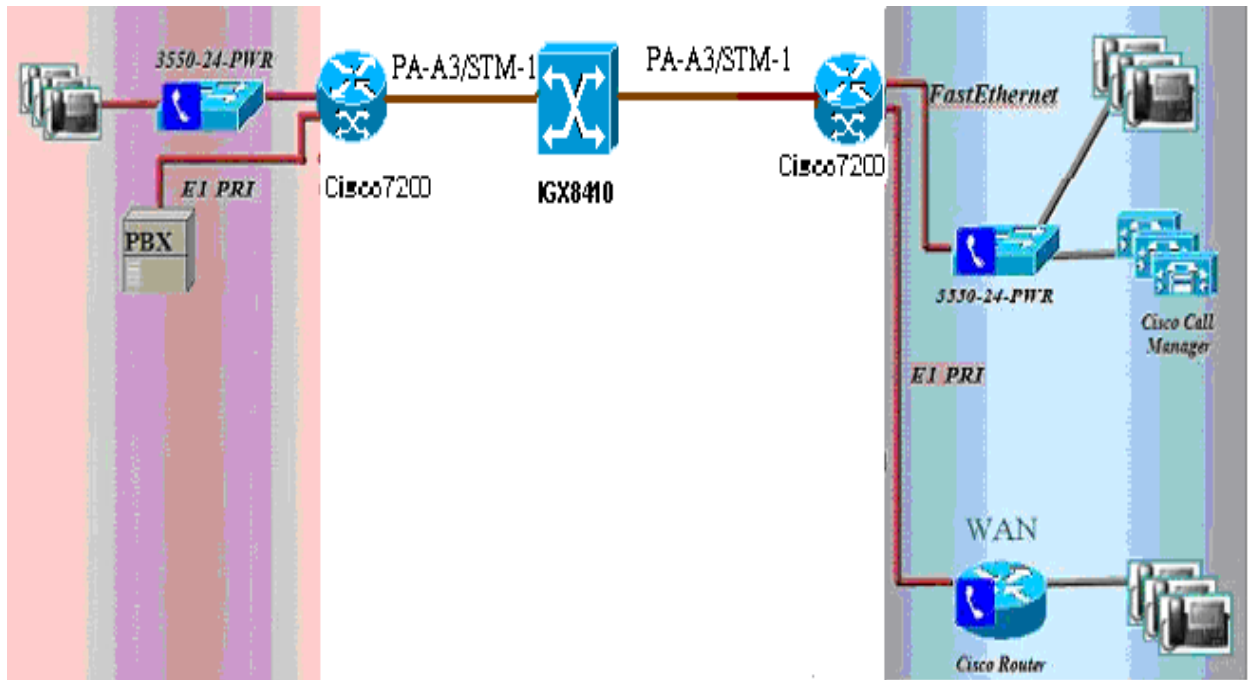 3550-24-PWR
PA-A3/STM-1
PA-A3/STM-1
FastEthernet
Cisco7200
IGX8410
Cisco7200
E1 PRI
PBX
3550-24-PWR
Cisco Call
Manager
E1 PRI
WAN
Cisco Router